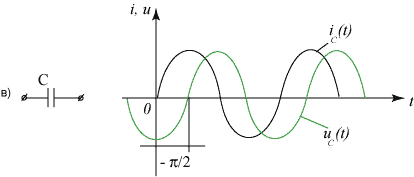 i, u
i_C(t)
C
в)
0
t
u_C(t)
- π/2